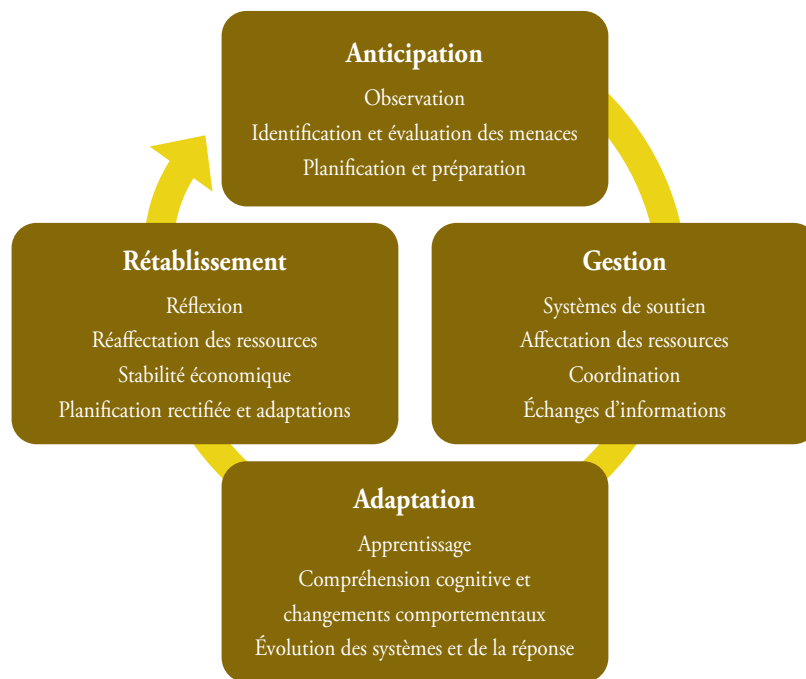 Anticipation
Observation
Identification et évaluation des menaces
Planification et préparation
Rétablissement
Réflexion
Réaffectation des ressources
Stabilité économique
Planification rectifiée et adaptations
Gestion
Systèmes de soutien
Affectation des ressources
Coordination
Échanges d’informations
Adaptation
Apprentissage
Compréhension cognitive et
changements comportementaux
Évolution des systèmes et de la réponse